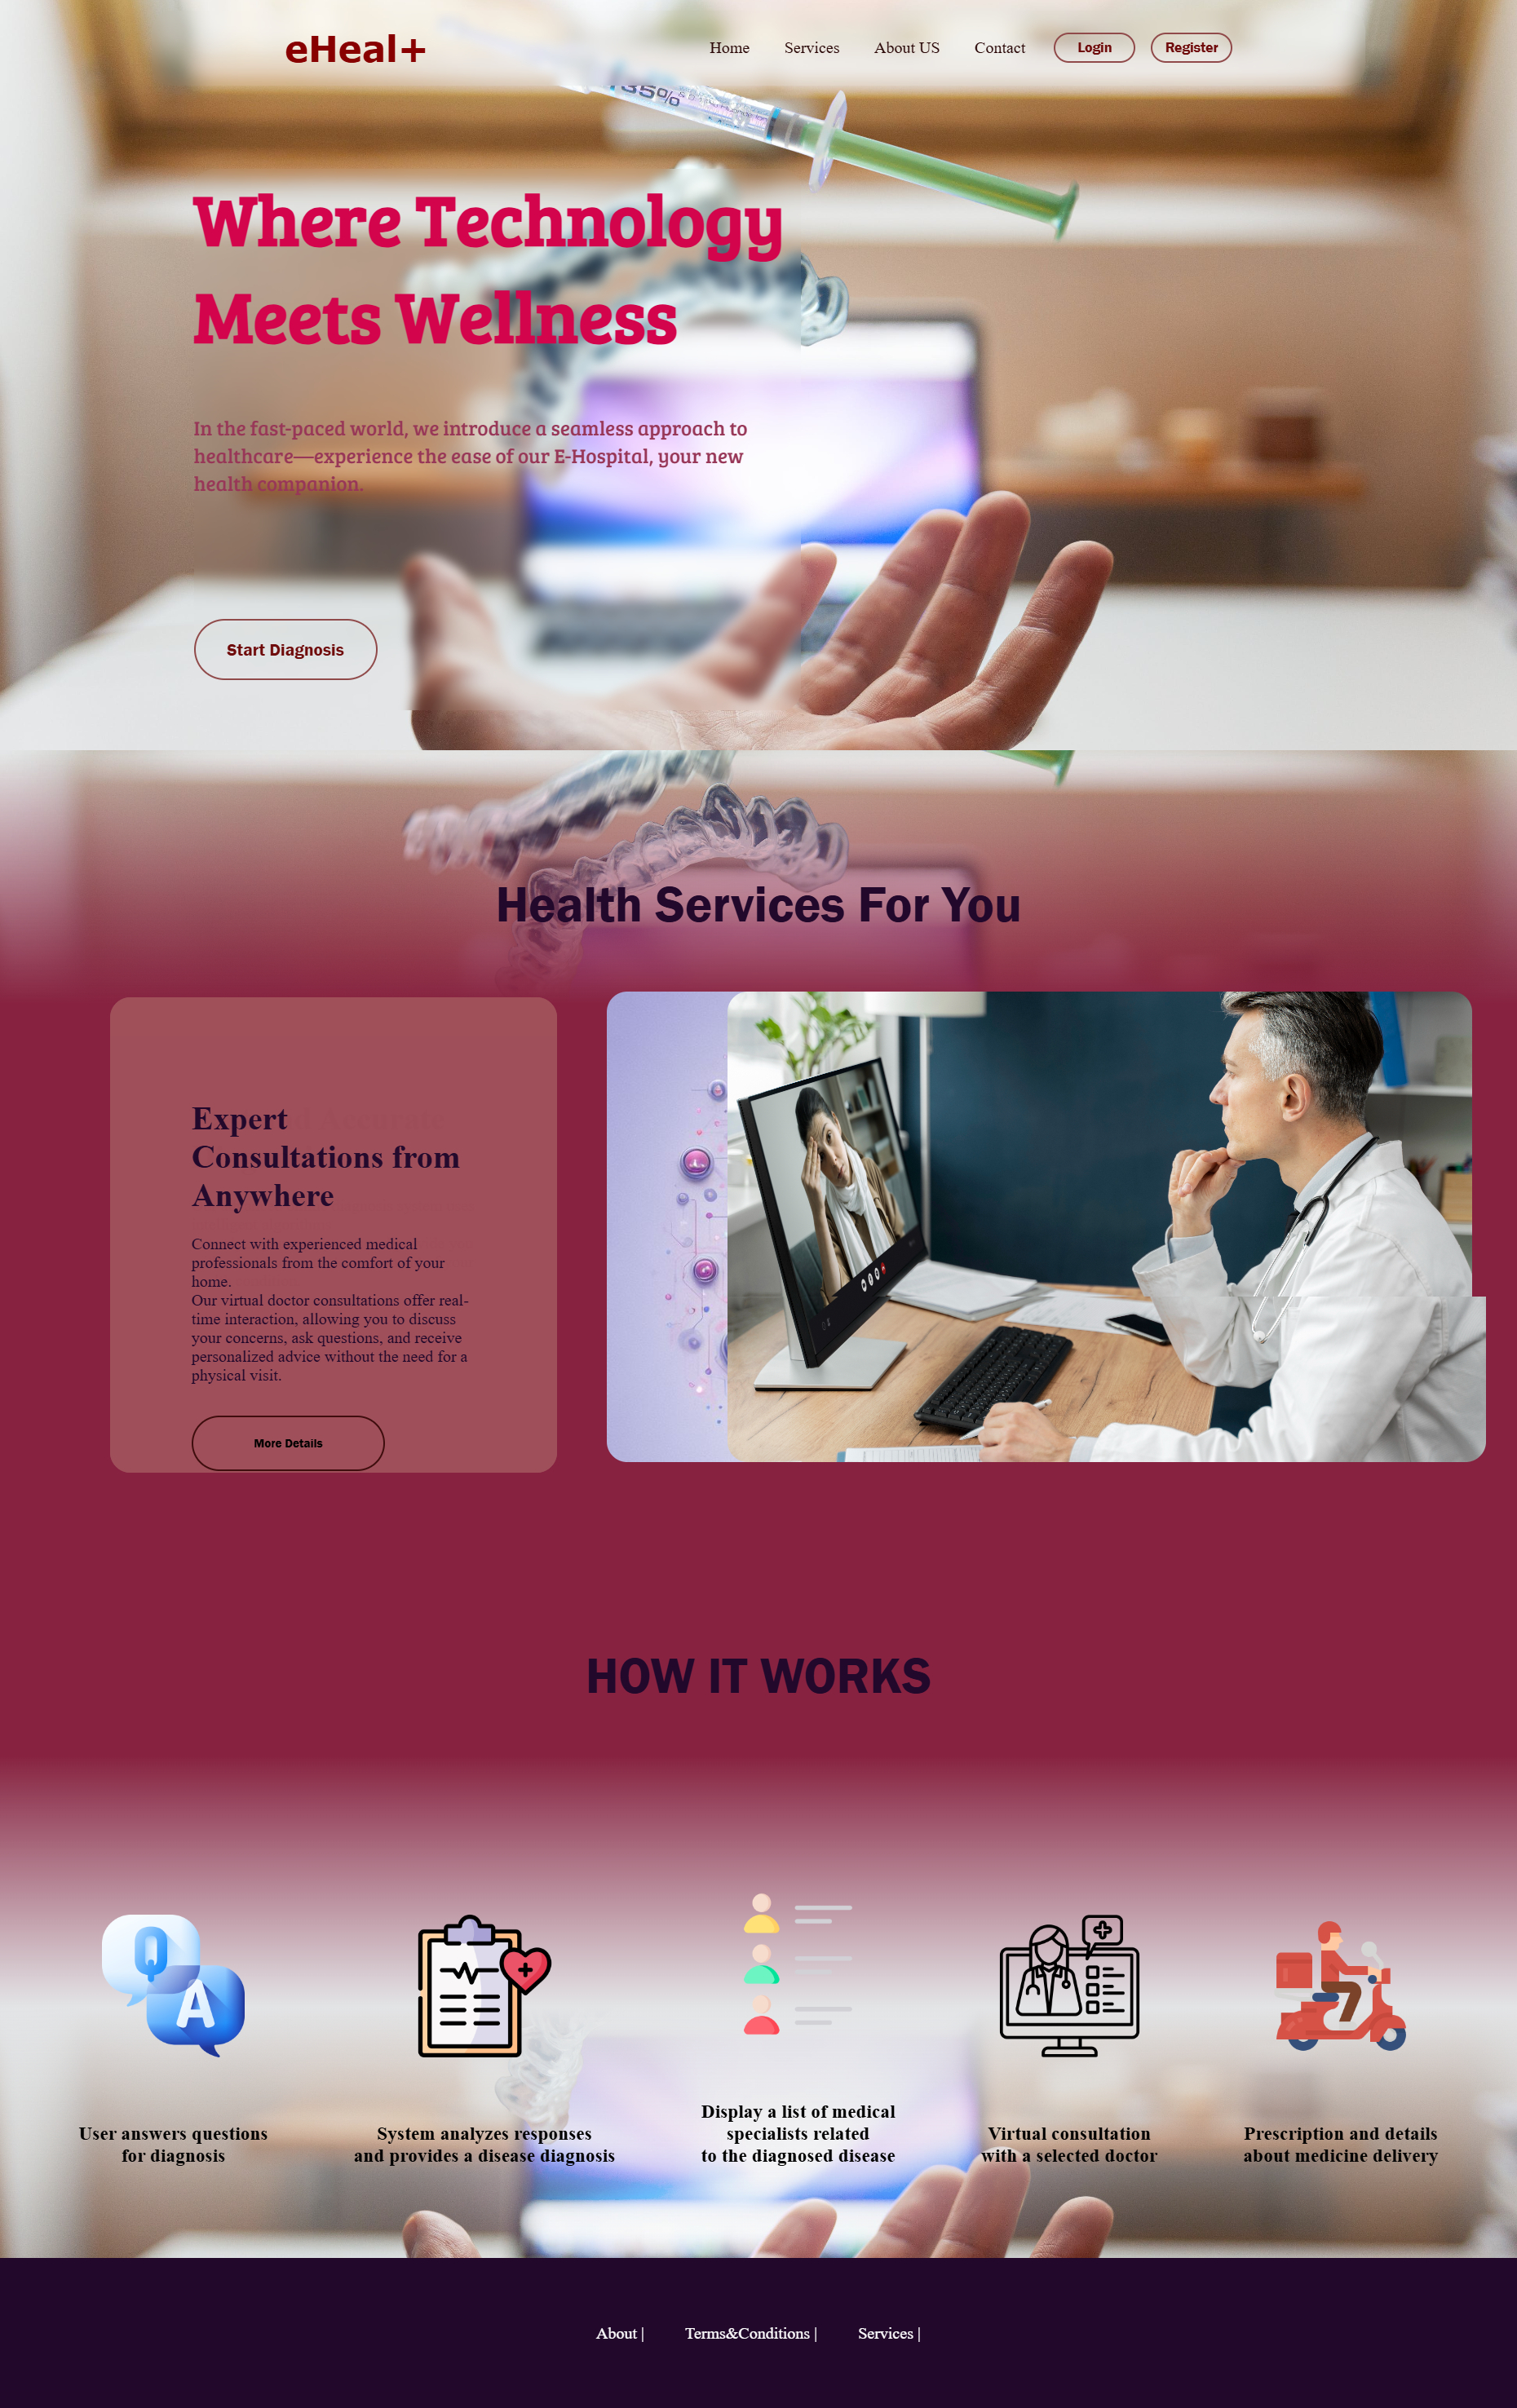 eHeal+
Home
Services
About US
Contact
Login
Register
35%
Where Technology
Meets Wellness
In the fast-paced world, we introduce a seamless approach to
healthcare—experience the ease of our E-Hospital, your new
health companion.
Start Diagnosis
Health Services For You
Expert
Consultations from
Anywhere
Connect with experienced medical
professionals from the comfort of your
home.
Our virtual doctor consultations offer real-
time interaction, allowing you to discuss
your concerns, ask questions, and receive
personalized advice without the need for a
physical visit.
More Details
HOW IT WORKS
Q
A
User answers questions
for diagnosis
System analyzes responses
and provides a disease diagnosis
Display a list of medical
specialists related
to the diagnosed disease
Virtual consultation
with a selected doctor
Prescription and details
about medicine delivery
About |
Terms&Conditions |
Services |